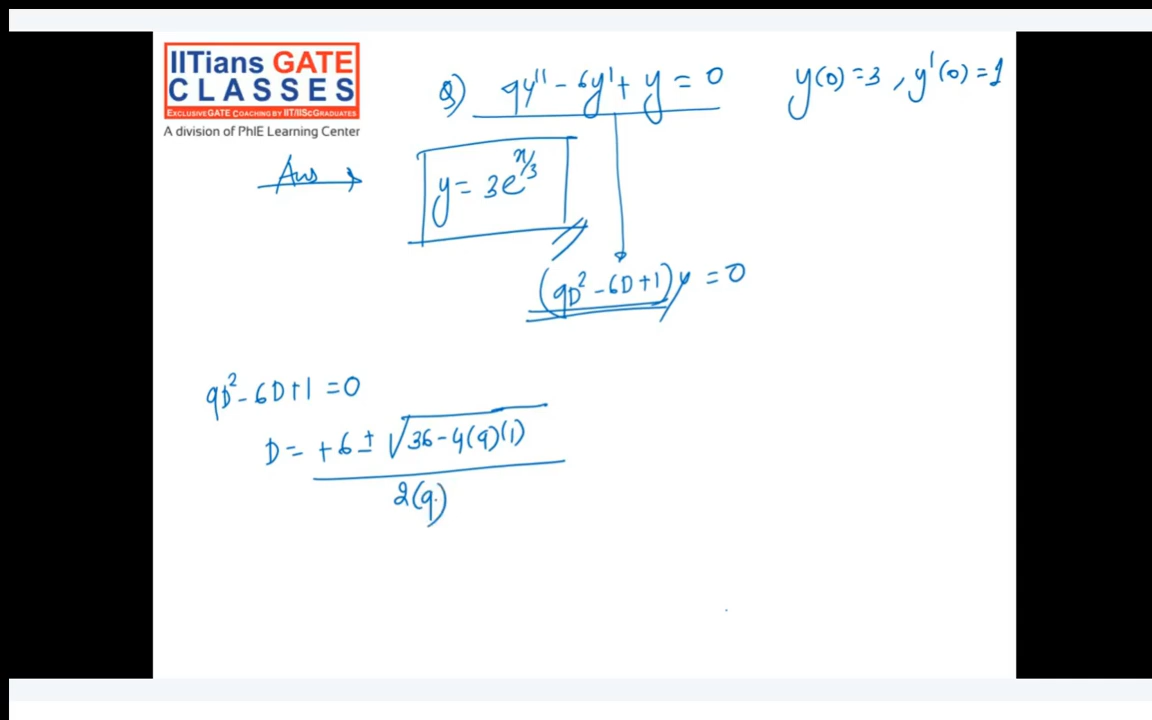 IITians GATE
CLASSES
EXCLUSIVE GATE COACHING BY IIT/IISc GRADUATES
A division of PhIE Learning Center
Q) 9y'' - 6y' + y = 0 y(0) = 3 , y'(0) = 1
Ans → y = 3e^{x/3}
(9D² - 6D + 1)y = 0
9D² - 6D + 1 = 0
D = +6 ± √36 - 4(9)(1)
2(9)